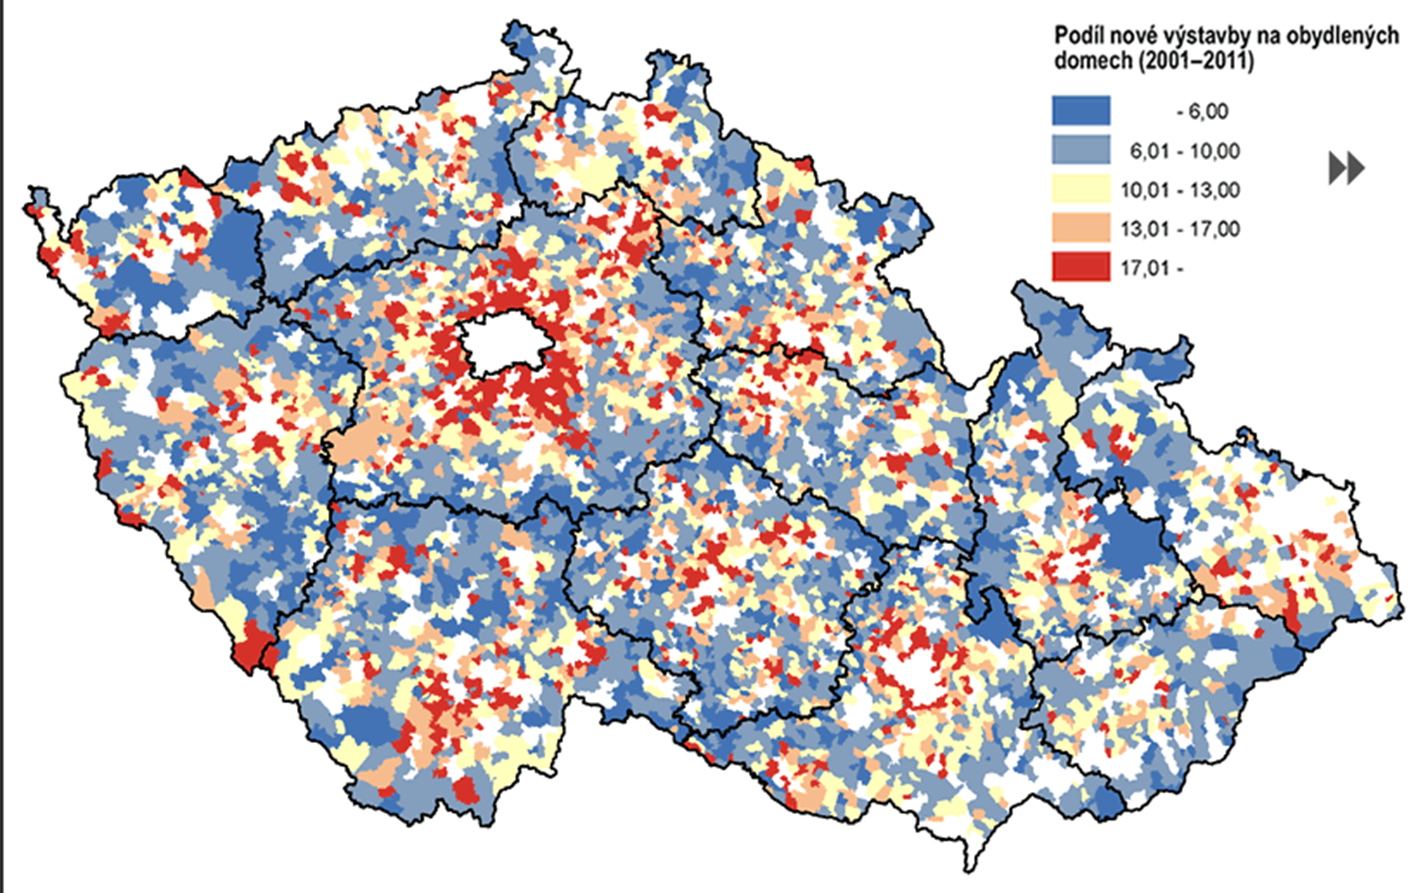 Podíl nové výstavby na obydlených
domech (2001–2011)
- 6,00
6,01 - 10,00
10,01 - 13,00
13,01 - 17,00
17,01 -